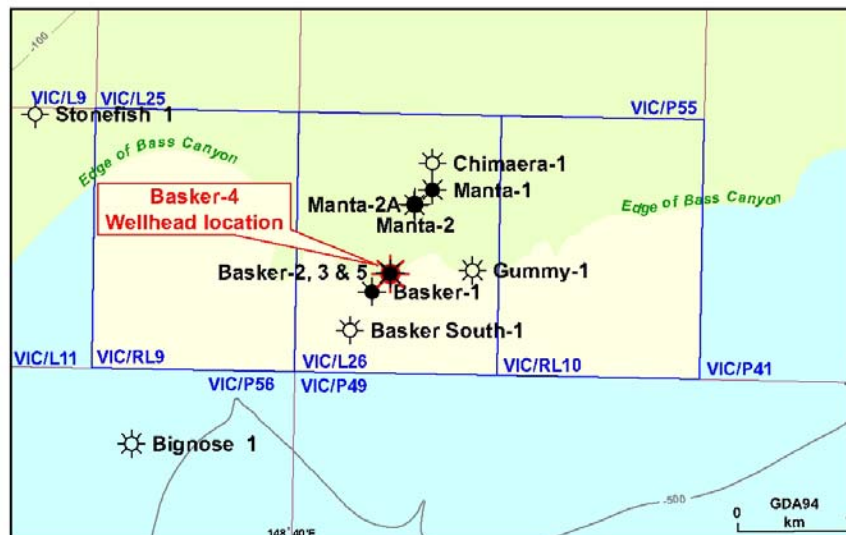 -100
VIC/L9
VIC/L25
VIC/P55
Stonefish 1
Edge of Bass Canyon
Chimaera-1
Basker-4
Wellhead location
Manta-1
Manta-2A
Manta-2
Edge of Bass Canyon
Basker-2, 3 & 5
Gummy-1
Basker-1
Basker South-1
VIC/L11
VIC/RL9
VIC/L26
VIC/RL10
VIC/P41
VIC/P56
VIC/P49
Bignose 1
-500
GDA94
0
km
148°40'E